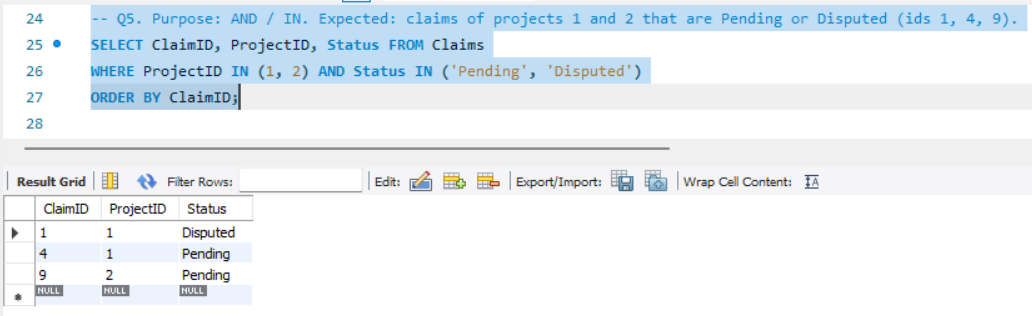 24 -- Q5. Purpose: AND / IN. Expected: claims of projects 1 and 2 that are Pending or Disputed (ids 1, 4, 9).
25 SELECT ClaimID, ProjectID, Status FROM Claims
26 WHERE ProjectID IN (1, 2) AND Status IN ('Pending', 'Disputed')
27 ORDER BY ClaimID;
28
Result Grid Filter Rows: Edit: Export/Import: Wrap Cell Content: IA
ClaimID ProjectID Status
1 1 Disputed
4 1 Pending
9 2 Pending
NULL NULL NULL